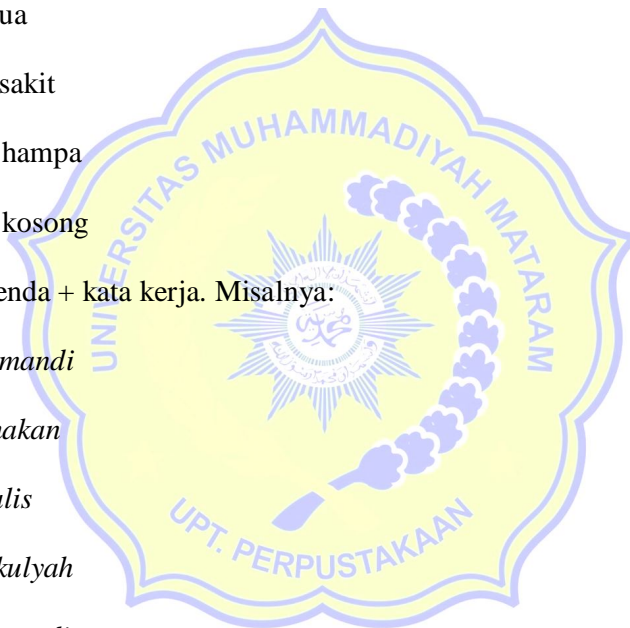 ua
sakit
hampa
kosong
enda + kata kerja. Misalnya:
mandi
akan
lis
kulyah
UNIVERSITAS MUHAMMADIYAH MATARAM
UPT. PERPUSTAKAAN